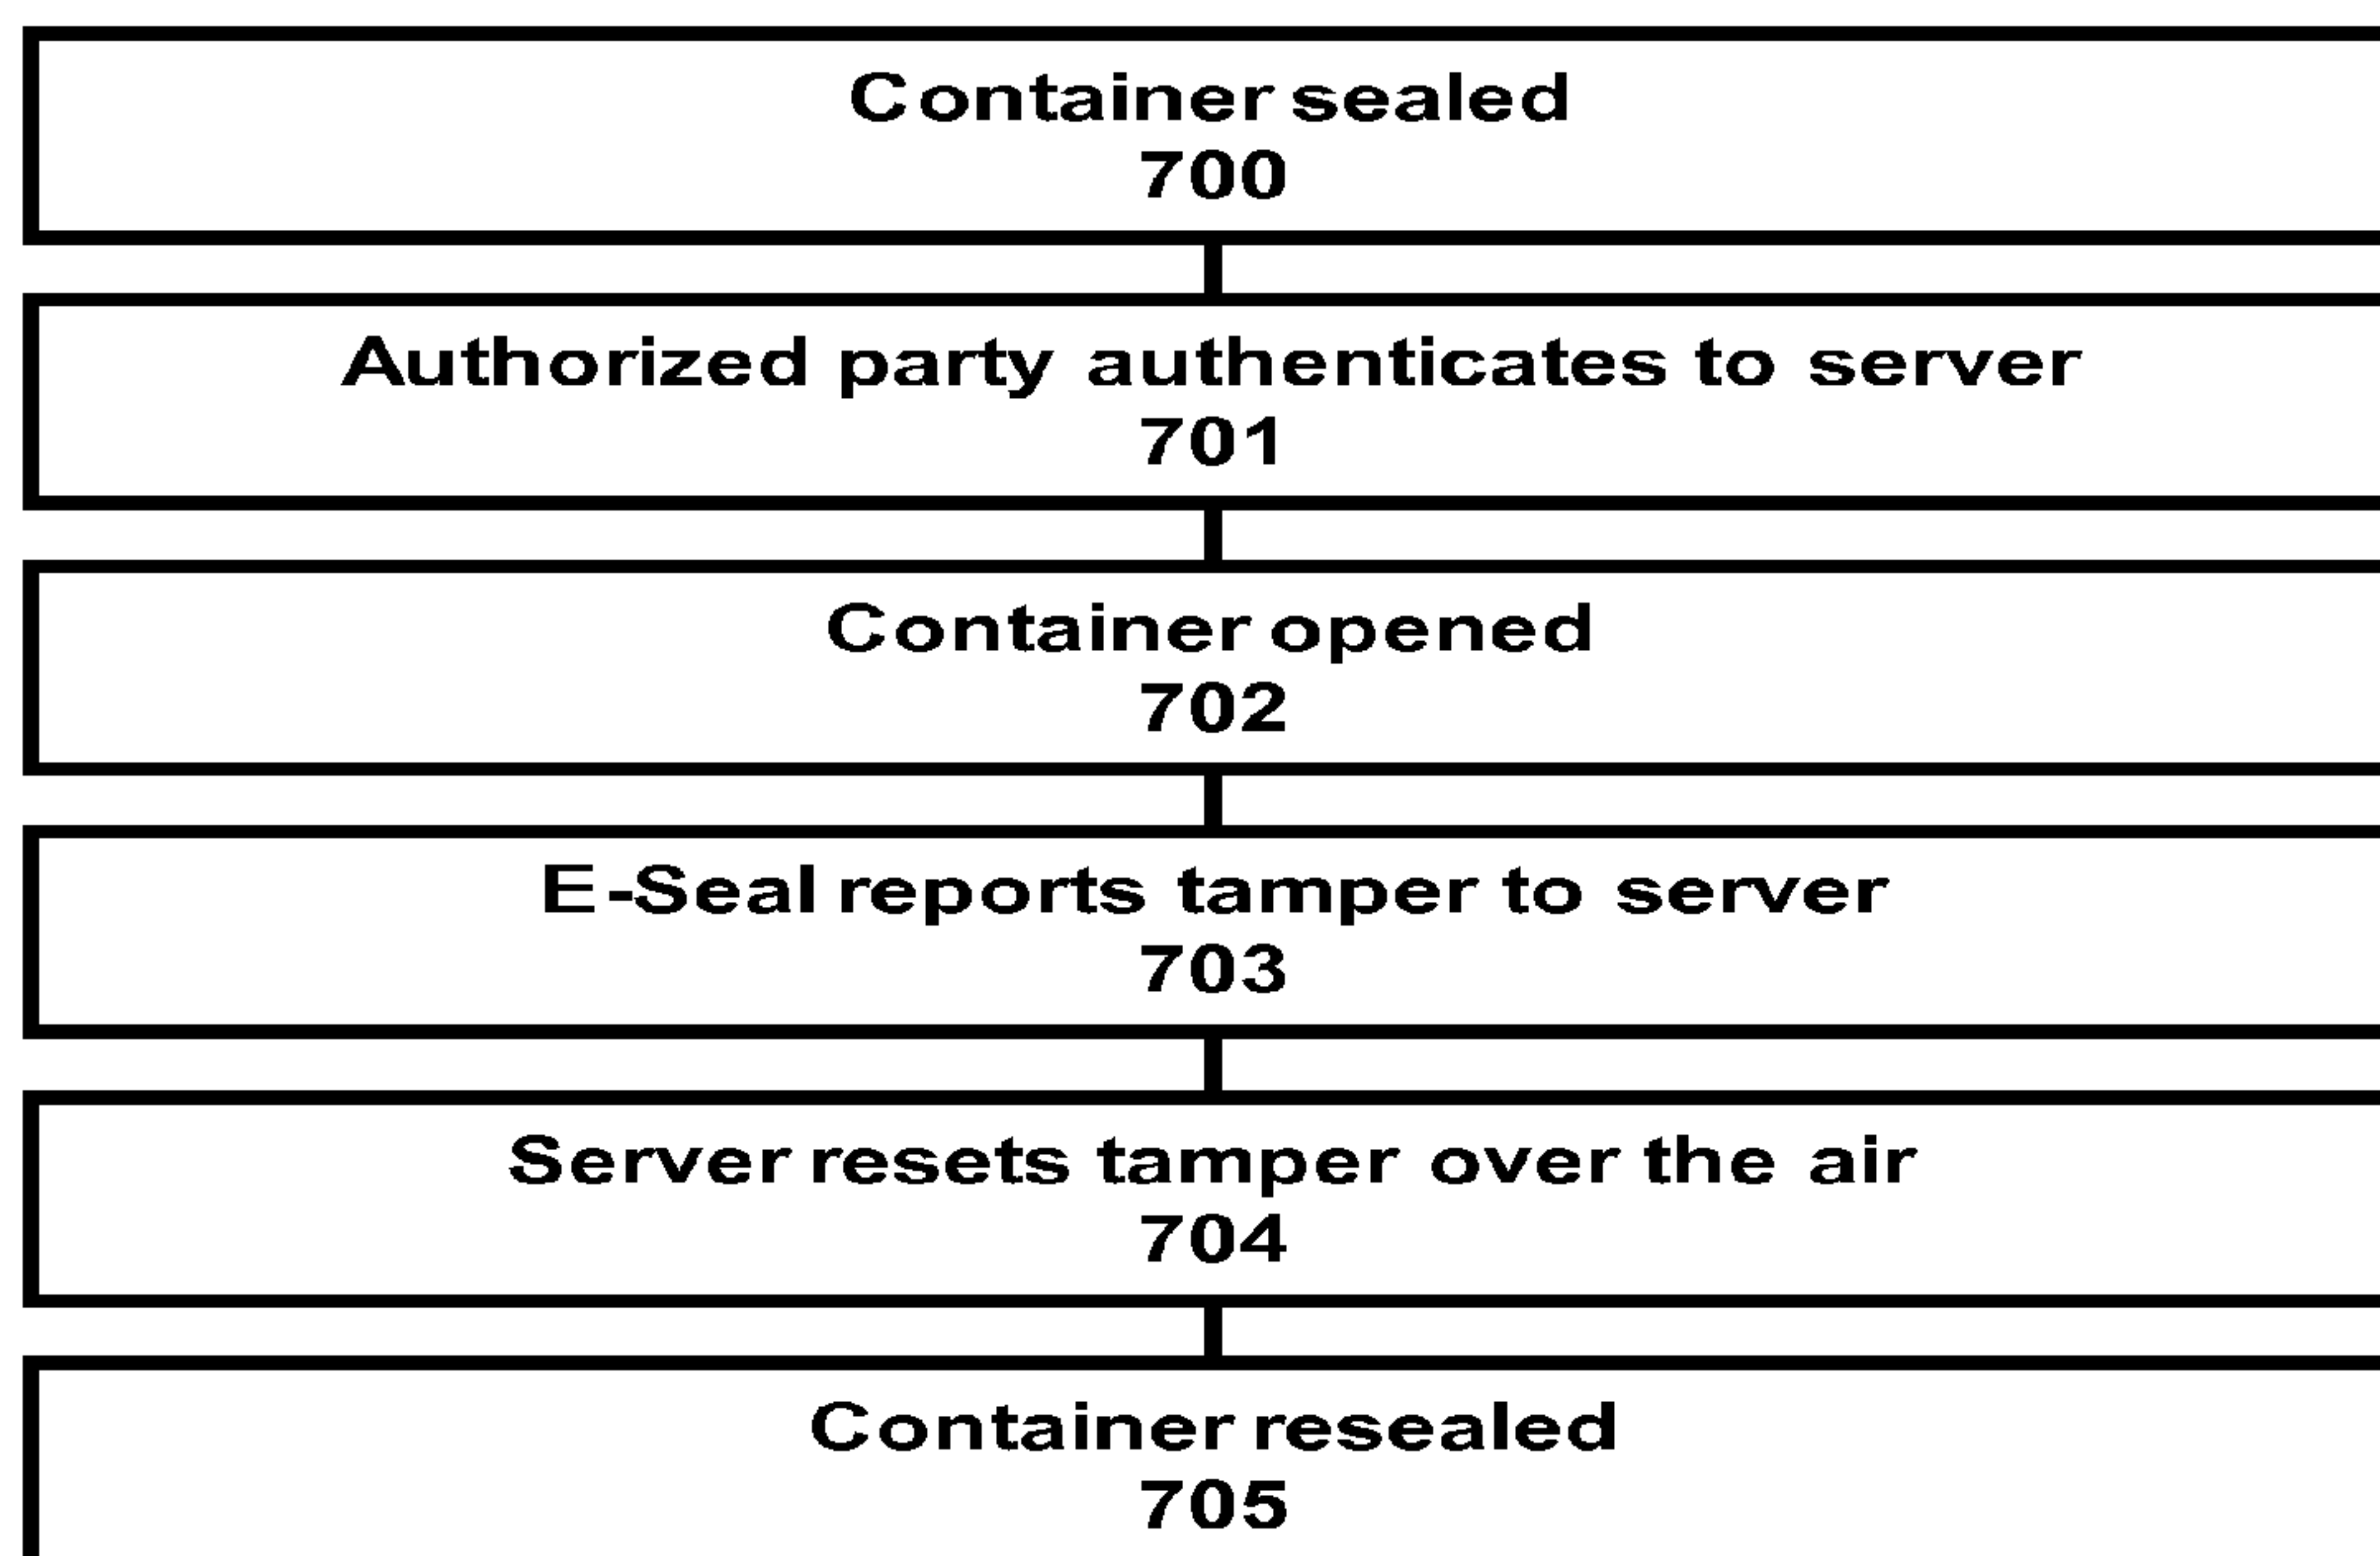 Container sealed
700
Authorized party authenticates to server
701
Container opened
702
E-Seal reports tamper to server
703
Server resets tamper over the air
704
Container resealed
705